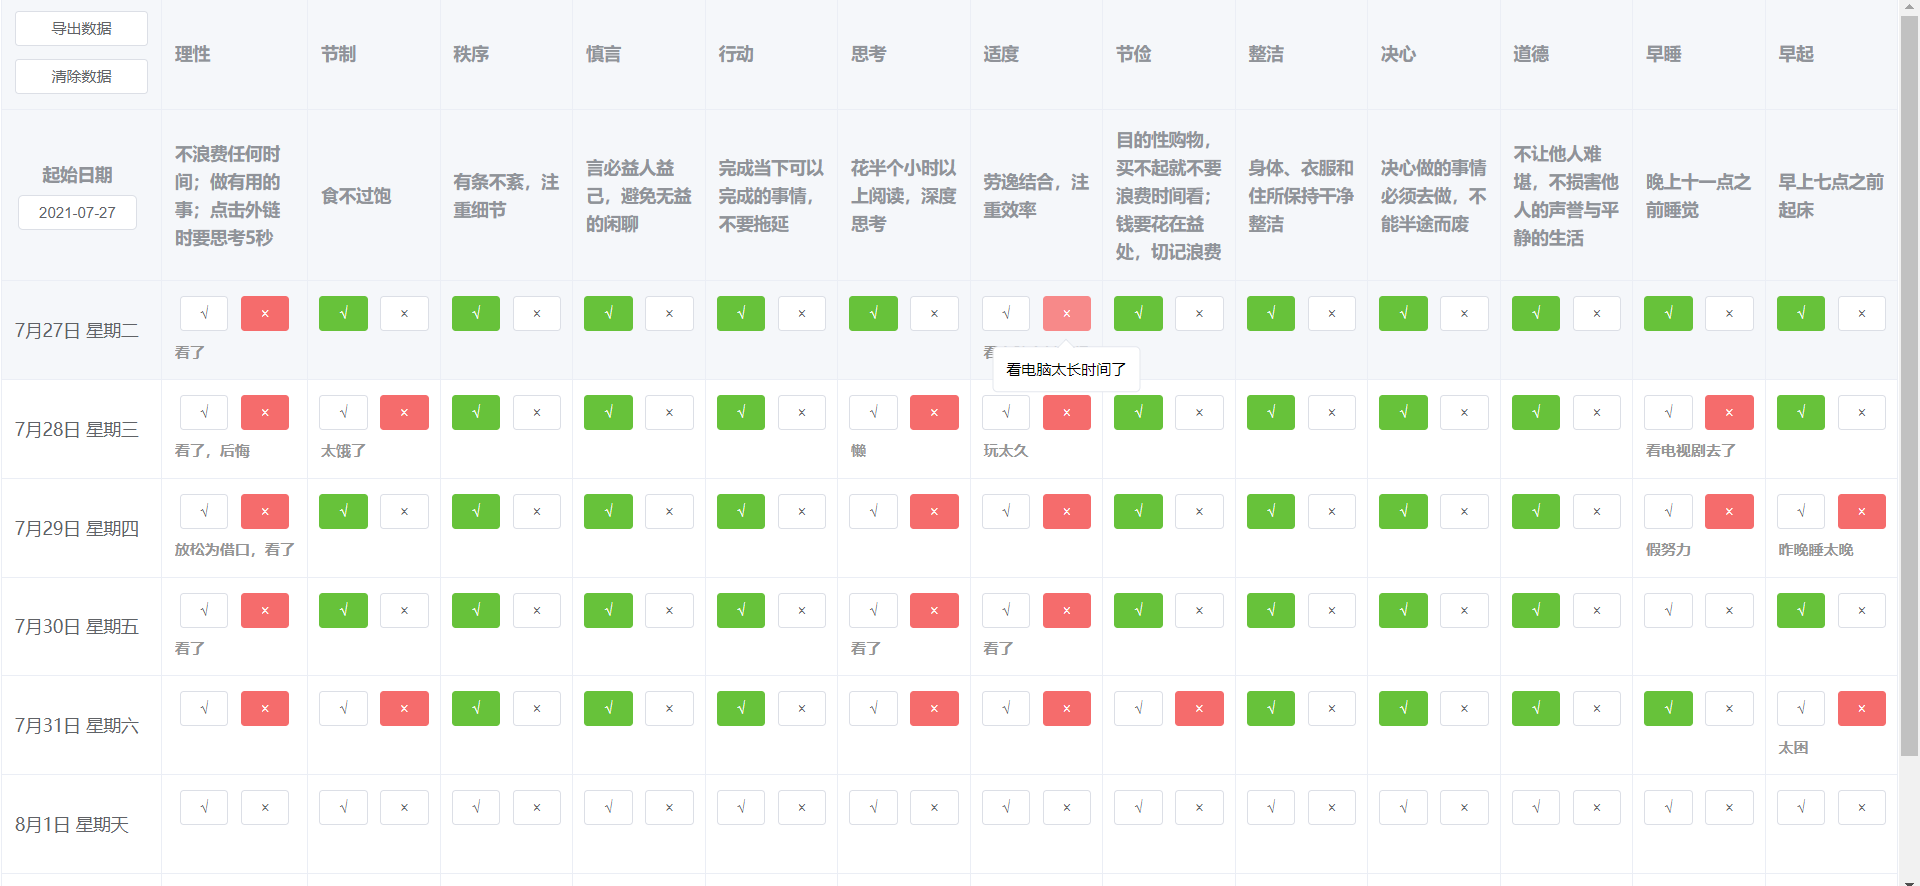 导出数据
清除数据
理性
节制
秩序
慎言
行动
思考
适度
节俭
整洁
决心
道德
早睡
早起
起始日期
2021-07-27
不浪费任何时
间；做有用的
事；点击外链
时要思考5秒
食不过饱
有条不紊，注
重细节
言必益人益
己，避免无益
的闲聊
完成当下可以
完成的事情，
不要拖延
花半个小时以
上阅读，深度
思考
劳逸结合，注
重效率
目的性购物，
买不起就不要
浪费时间看；
钱要花在益
处，切记浪费
身体、衣服和
住所保持干净
整洁
决心做的事情
必须去做，不
能半途而废
不让他人难
堪，不损害他
人的声誉与平
静的生活
晚上十一点之
前睡觉
早上七点之前
起床
7月27日 星期二
√ × √ × √ × √ × √ × √ × √ × √ × √ × √ × √ × √ × √ ×
看了
看电脑太长时间了
7月28日 星期三
√ × √ × √ × √ × √ × √ × √ × √ × √ × √ × √ × √ × √ ×
看了，后悔
太饿了
懒
玩太久
看电视剧去了
7月29日 星期四
√ × √ × √ × √ × √ × √ × √ × √ × √ × √ × √ × √ × √ ×
放松为借口，看了
假努力
昨晚睡太晚
7月30日 星期五
√ × √ × √ × √ × √ × √ × √ × √ × √ × √ × √ × √ × √ ×
看了
看了
看了
7月31日 星期六
√ × √ × √ × √ × √ × √ × √ × √ × √ × √ × √ × √ × √ ×
太困
8月1日 星期天
√ × √ × √ × √ × √ × √ × √ × √ × √ × √ × √ × √ × √ ×